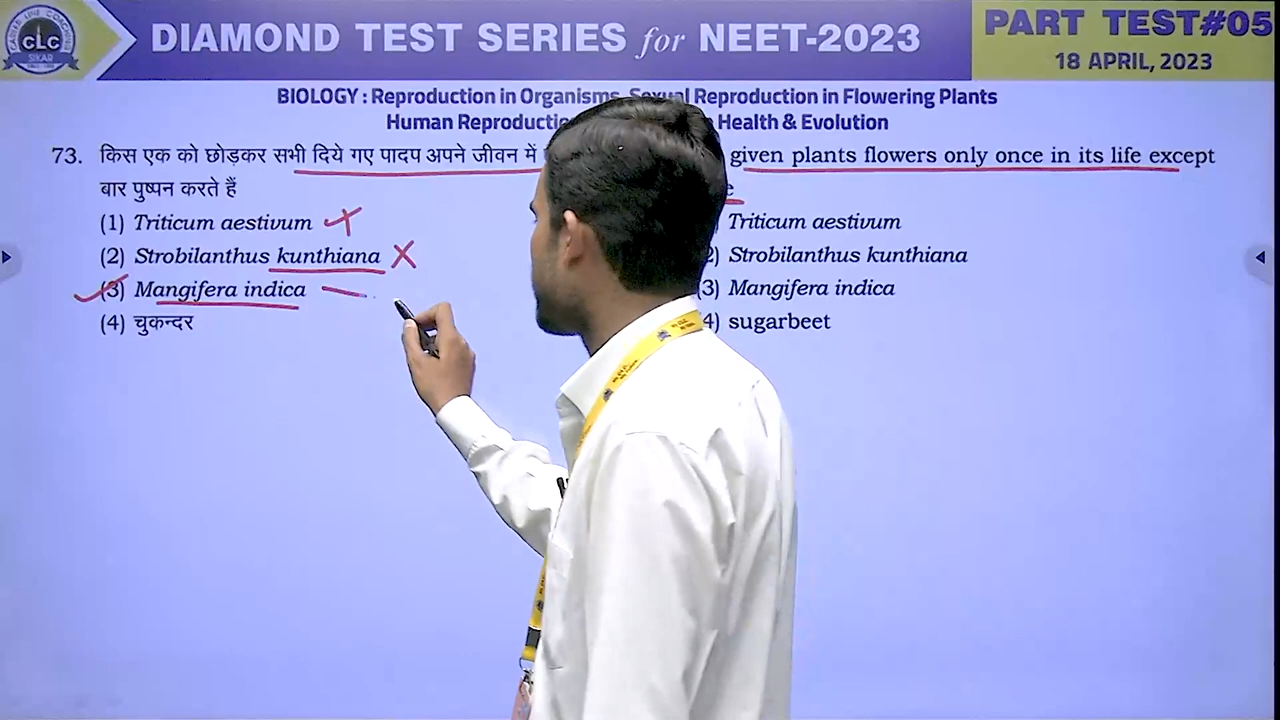 CLC
SIKAR
DIAMOND TEST SERIES for NEET-2023
PART TEST#05
18 APRIL, 2023
BIOLOGY : Reproduction in Organisms, Sexual Reproduction in Flowering Plants
Human Reproductio Health & Evolution
73. किस एक को छोड़कर सभी दिये गए पादप अपने जीवन में
बार पुष्पन करते हैं
(1) Triticum aestivum
(2) Strobilanthus kunthiana
(3) Mangifera indica
(4) चुकन्दर
given plants flowers only once in its life except
e
Triticum aestivum
2) Strobilanthus kunthiana
(3) Mangifera indica
4) sugarbeet